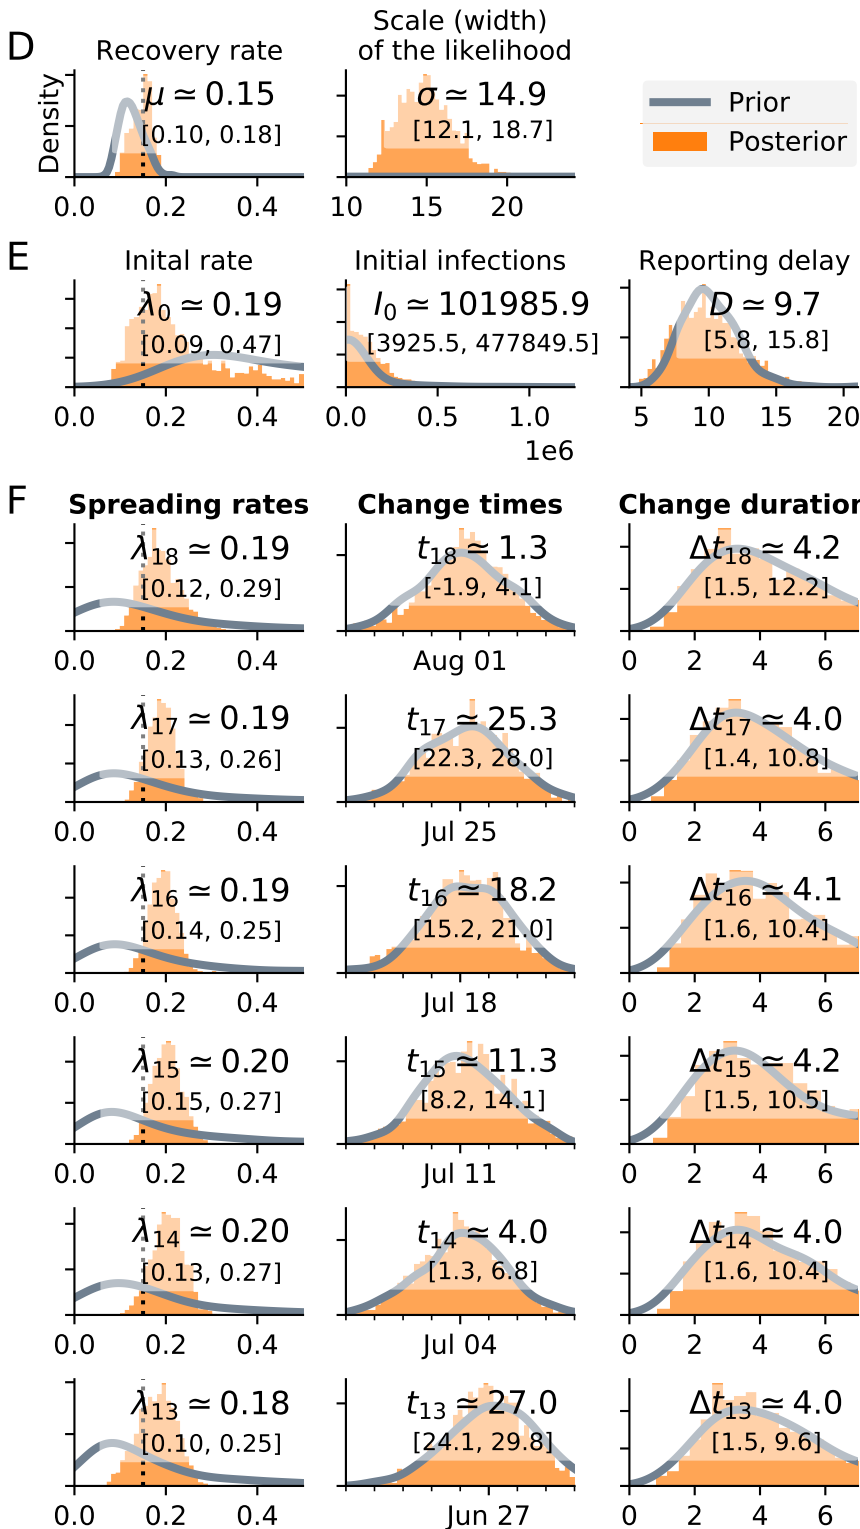 D
Recovery rate
Scale (width)
of the likelihood
Density
μ ≃ 0.15
[0.10, 0.18]
0.0 0.2 0.4
σ ≃ 14.9
[12.1, 18.7]
10 15 20
Prior
Posterior
E
Inital rate
λ0 ≃ 0.19
[0.09, 0.47]
0.0 0.2 0.4
Initial infections
I0 ≃ 101985.9
[3925.5, 477849.5]
0.0 0.5 1.0
1e6
Reporting delay
D ≃ 9.7
[5.8, 15.8]
5 10 15 20
F
Spreading rates
Change times
Change duration
λ18 ≃ 0.19
[0.12, 0.29]
0.0 0.2 0.4
t18 ≃ 1.3
[-1.9, 4.1]
Aug 01
Δt18 ≃ 4.2
[1.5, 12.2]
0 2 4 6
λ17 ≃ 0.19
[0.13, 0.26]
0.0 0.2 0.4
t17 ≃ 25.3
[22.3, 28.0]
Jul 25
Δt17 ≃ 4.0
[1.4, 10.8]
0 2 4 6
λ16 ≃ 0.19
[0.14, 0.25]
0.0 0.2 0.4
t16 ≃ 18.2
[15.2, 21.0]
Jul 18
Δt16 ≃ 4.1
[1.6, 10.4]
0 2 4 6
λ15 ≃ 0.20
[0.15, 0.27]
0.0 0.2 0.4
t15 ≃ 11.3
[8.2, 14.1]
Jul 11
Δt15 ≃ 4.2
[1.5, 10.5]
0 2 4 6
λ14 ≃ 0.20
[0.13, 0.27]
0.0 0.2 0.4
t14 ≃ 4.0
[1.3, 6.8]
Jul 04
Δt14 ≃ 4.0
[1.6, 10.4]
0 2 4 6
λ13 ≃ 0.18
[0.10, 0.25]
0.0 0.2 0.4
t13 ≃ 27.0
[24.1, 29.8]
Jun 27
Δt13 ≃ 4.0
[1.5, 9.6]
0 2 4 6